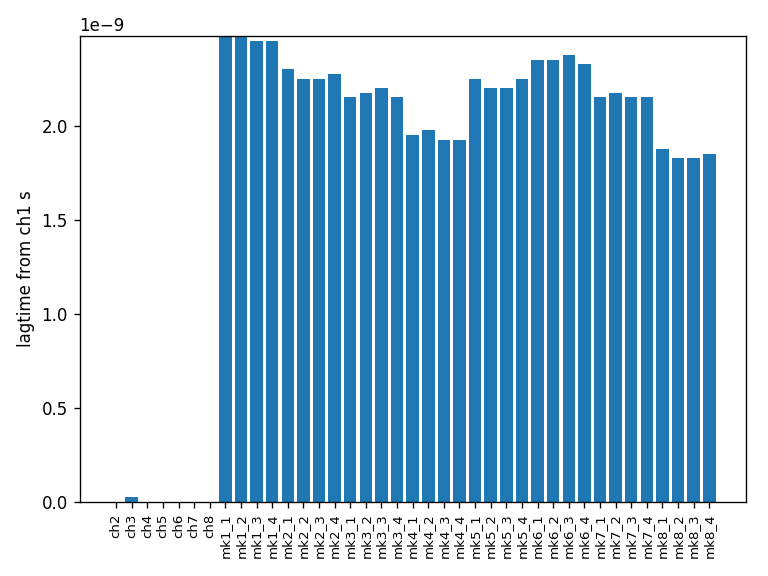 1e−9
2.0
1.5
1.0
0.5
0.0
lagtime from ch1 s
ch2
ch3
ch4
ch5
ch6
ch7
ch8
mk1_1
mk1_2
mk1_3
mk1_4
mk2_1
mk2_2
mk2_3
mk2_4
mk3_1
mk3_2
mk3_3
mk3_4
mk4_1
mk4_2
mk4_3
mk4_4
mk5_1
mk5_2
mk5_3
mk5_4
mk6_1
mk6_2
mk6_3
mk6_4
mk7_1
mk7_2
mk7_3
mk7_4
mk8_1
mk8_2
mk8_3
mk8_4